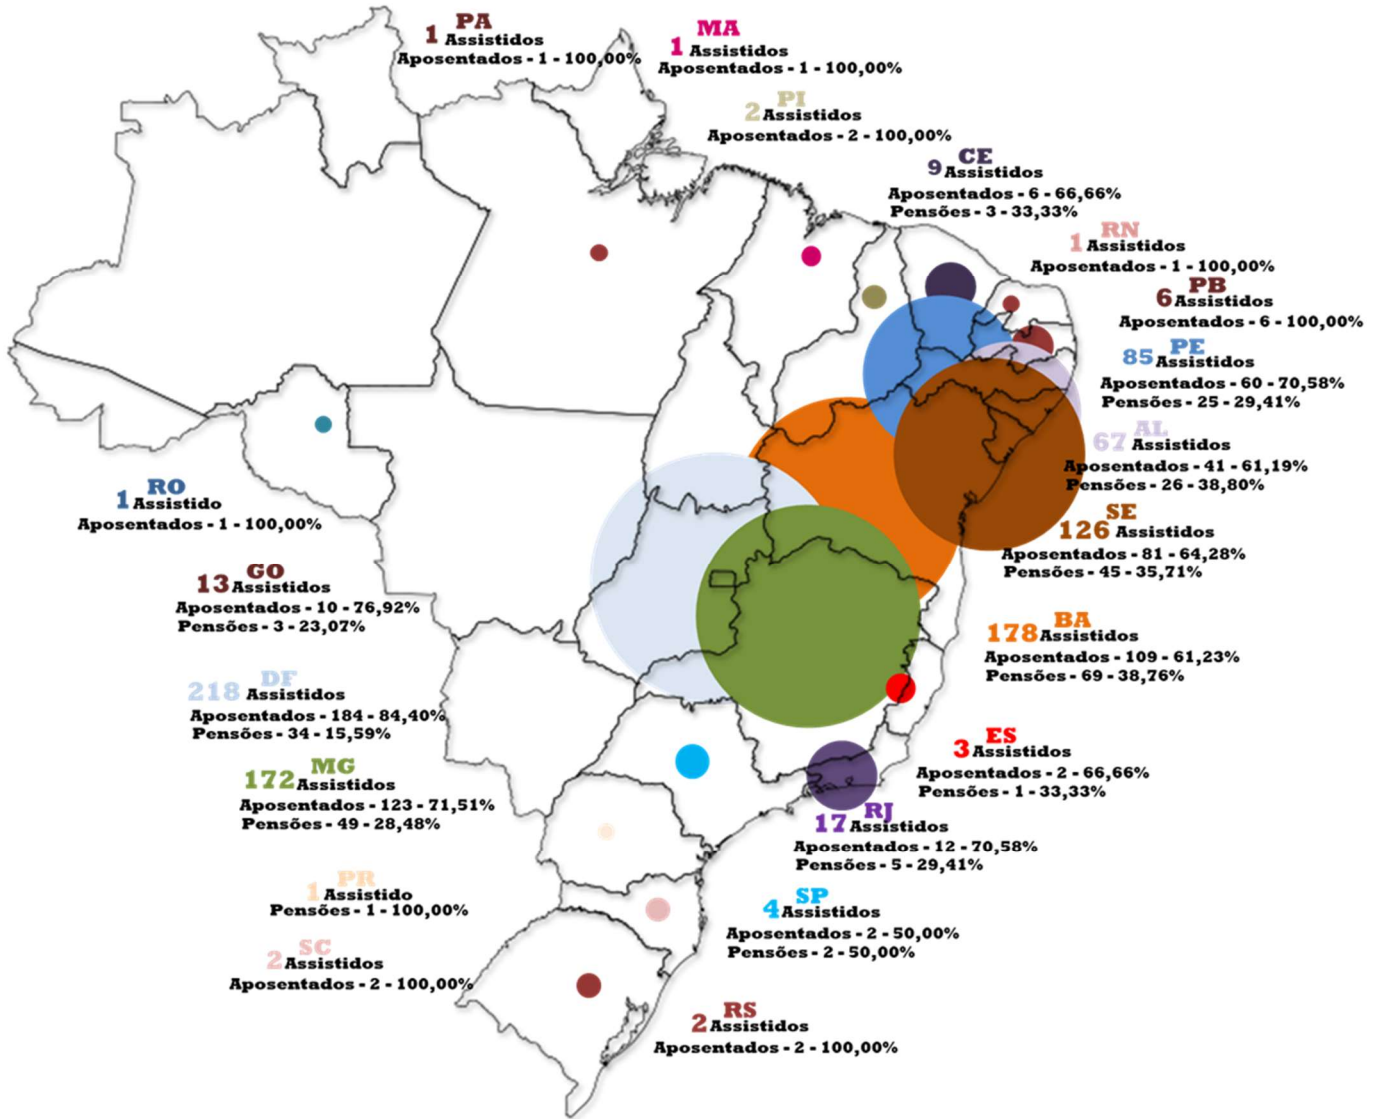 PA
1 Assistidos
Aposentados - 1 - 100,00%
MA
1 Assistidos
Aposentados - 1 - 100,00%
PI
2 Assistidos
Aposentados - 2 - 100,00%
CE
9 Assistidos
Aposentados - 6 - 66,66%
Pensões - 3 - 33,33%
RN
1 Assistidos
Aposentados - 1 - 100,00%
PB
6 Assistidos
Aposentados - 6 - 100,00%
PE
85 Assistidos
Aposentados - 60 - 70,58%
Pensões - 25 - 29,41%
AL
67 Assistidos
Aposentados - 41 - 61,19%
Pensões - 26 - 38,80%
SE
126 Assistidos
Aposentados - 81 - 64,28%
Pensões - 45 - 35,71%
RO
1 Assistido
Aposentados - 1 - 100,00%
GO
13 Assistidos
Aposentados - 10 - 76,92%
Pensões - 3 - 23,07%
BA
178 Assistidos
Aposentados - 109 - 61,23%
Pensões - 69 - 38,76%
DF
218 Assistidos
Aposentados - 184 - 84,40%
Pensões - 34 - 15,59%
MG
172 Assistidos
Aposentados - 123 - 71,51%
Pensões - 49 - 28,48%
ES
3 Assistidos
Aposentados - 2 - 66,66%
Pensões - 1 - 33,33%
RJ
17 Assistidos
Aposentados - 12 - 70,58%
Pensões - 5 - 29,41%
PR
1 Assistido
Pensões - 1 - 100,00%
SP
4 Assistidos
Aposentados - 2 - 50,00%
Pensões - 2 - 50,00%
SC
2 Assistidos
Aposentados - 2 - 100,00%
RS
2 Assistidos
Aposentados - 2 - 100,00%